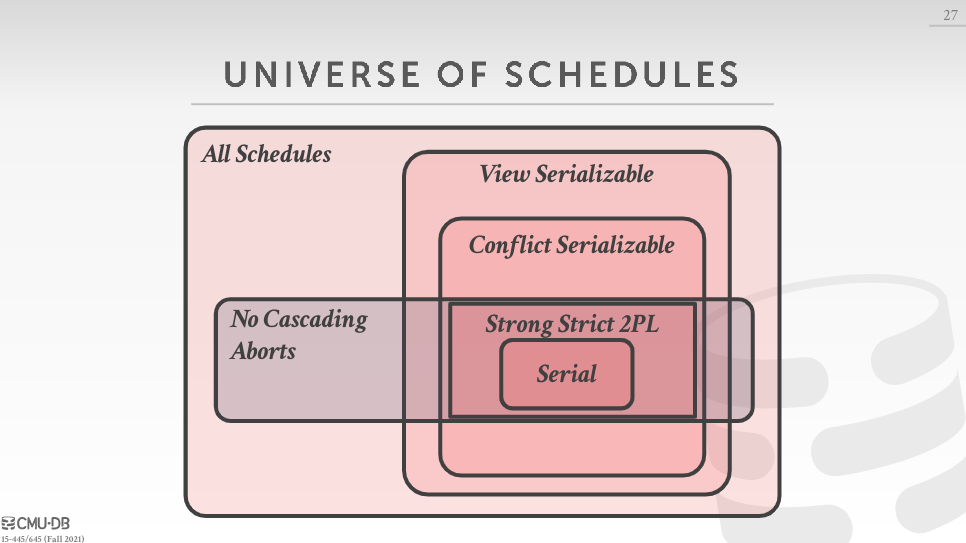 27
UNIVERSE OF SCHEDULES
All Schedules
View Serializable
Conflict Serializable
No Cascading
Aborts
Strong Strict 2PL
Serial
CMU·DB
15-445/645 (Fall 2021)